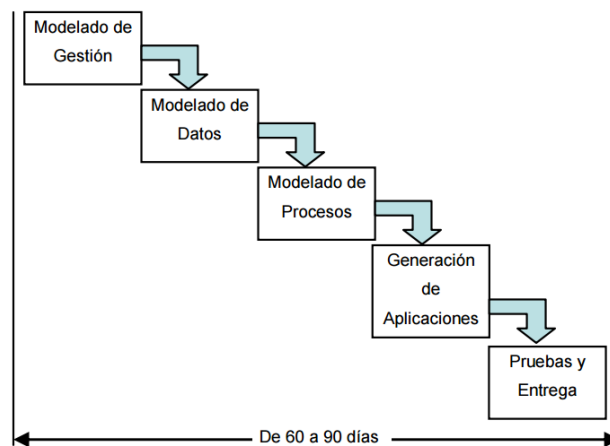 Modelado de
Gestión
Modelado de
Datos
Modelado de
Procesos
Generación
de
Aplicaciones
Pruebas y
Entrega
De 60 a 90 días